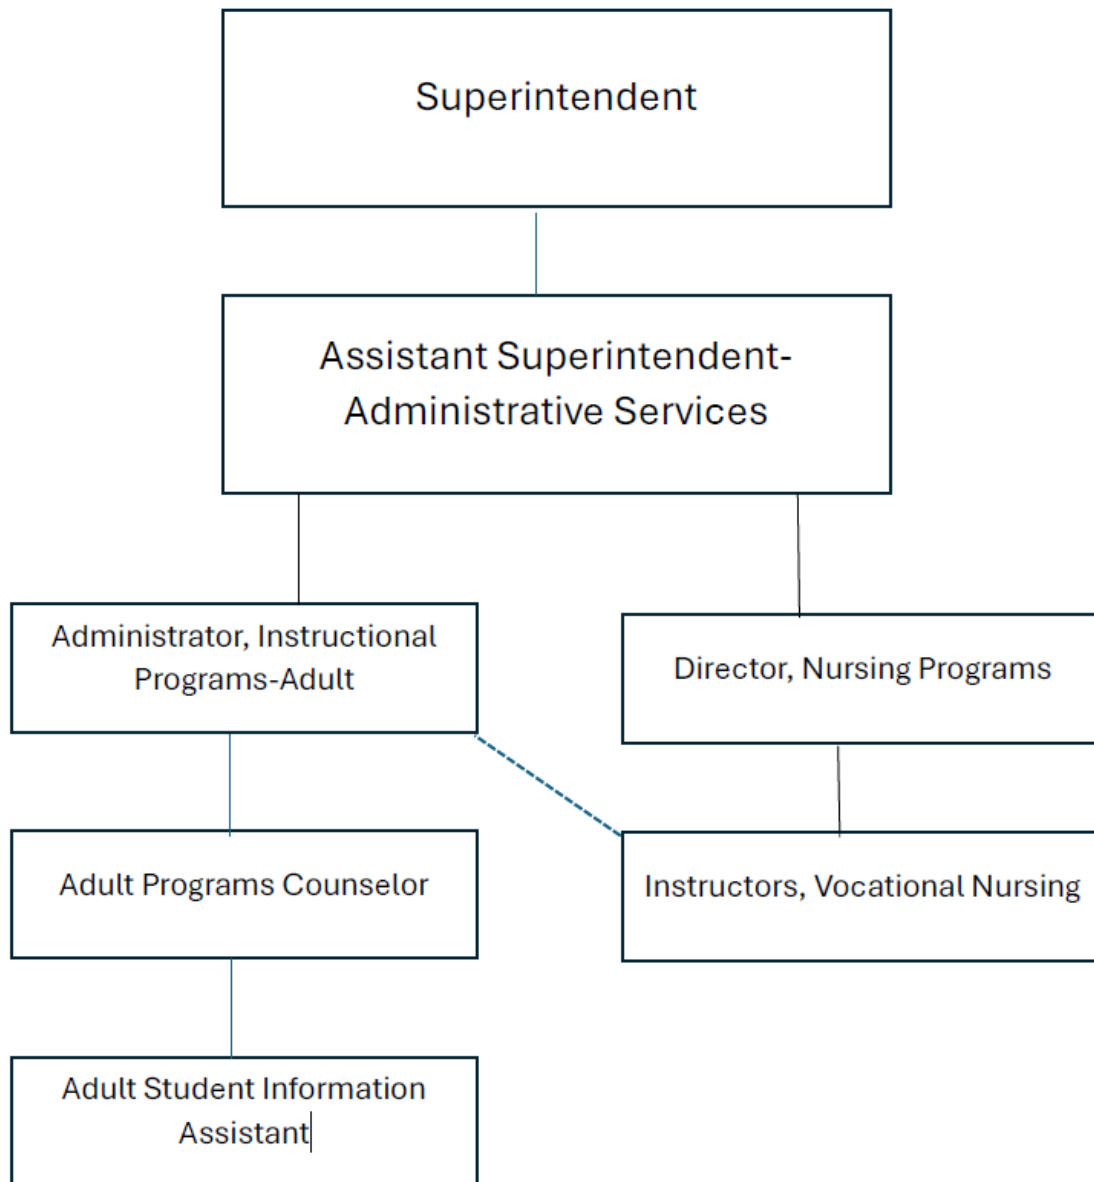 Superintendent
Assistant Superintendent-
Administrative Services
Administrator, Instructional
Programs-Adult
Director, Nursing Programs
Adult Programs Counselor
Instructors, Vocational Nursing
Adult Student Information
Assistant